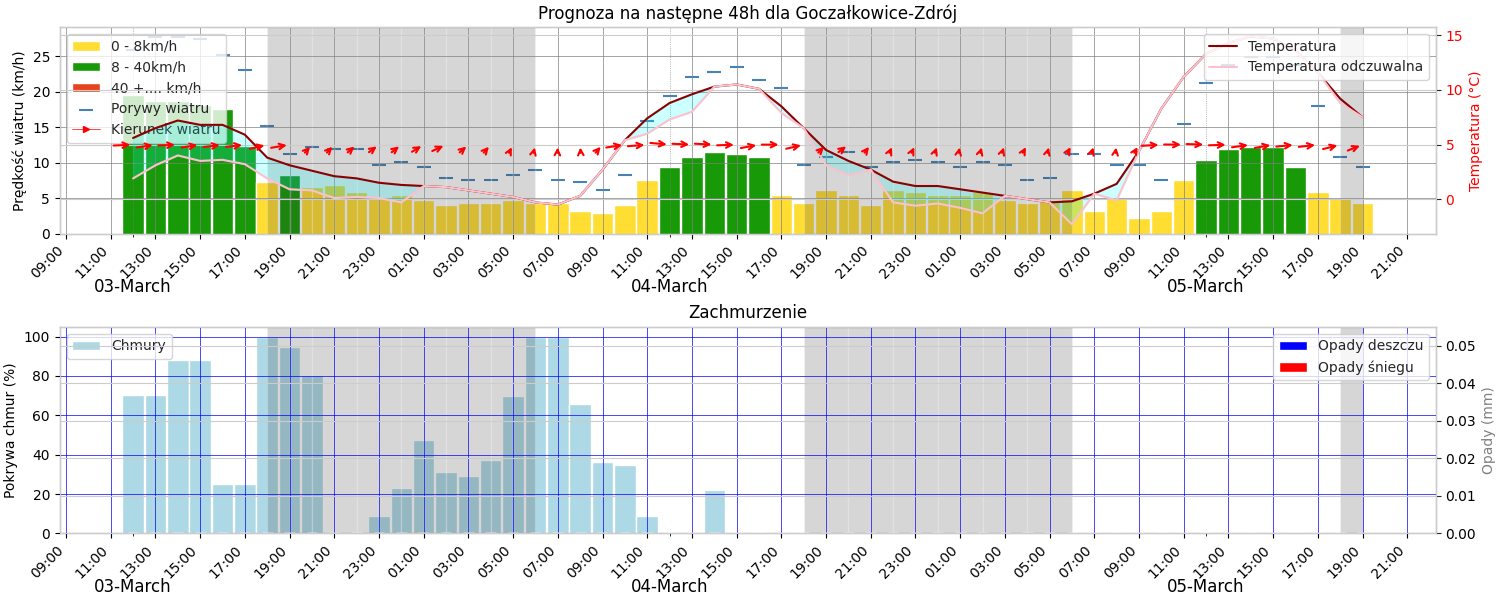 Prognoza na następne 48h dla Goczałkowice-Zdrój
Prędkość wiatru (km/h)
25
20
15
10
5
0
0 - 8km/h
8 - 40km/h
40 +.... km/h
Porywy wiatru
Kierunek wiatru
Temperatura
Temperatura odczuwalna
15
10
5
0
Temperatura (°C)
09:00 11:00 13:00 15:00 17:00 19:00 21:00 23:00 01:00 03:00 05:00 07:00 09:00 11:00 13:00 15:00 17:00 19:00 21:00 23:00 01:00 03:00 05:00 07:00 09:00 11:00 13:00 15:00 17:00 19:00 21:00
03-March 04-March 05-March
Zachmurzenie
Pokrywa chmur (%)
100
80
60
40
20
0
Chmury
Opady deszczu
Opady śniegu
0.05
0.04
0.03
0.02
0.01
0.00
Opady (mm)
09:00 11:00 13:00 15:00 17:00 19:00 21:00 23:00 01:00 03:00 05:00 07:00 09:00 11:00 13:00 15:00 17:00 19:00 21:00 23:00 01:00 03:00 05:00 07:00 09:00 11:00 13:00 15:00 17:00 19:00 21:00
03-March 04-March 05-March